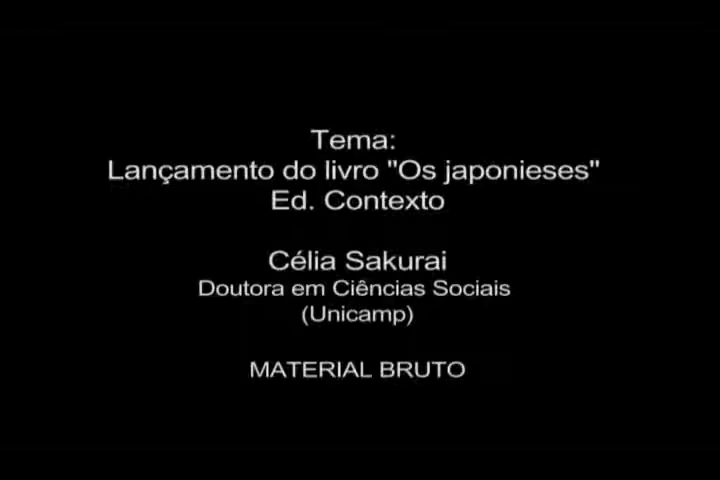 Tema:
Lançamento do livro "Os japonieses"
Ed. Contexto
Célia Sakurai
Doutora em Ciências Sociais
(Unicamp)
MATERIAL BRUTO